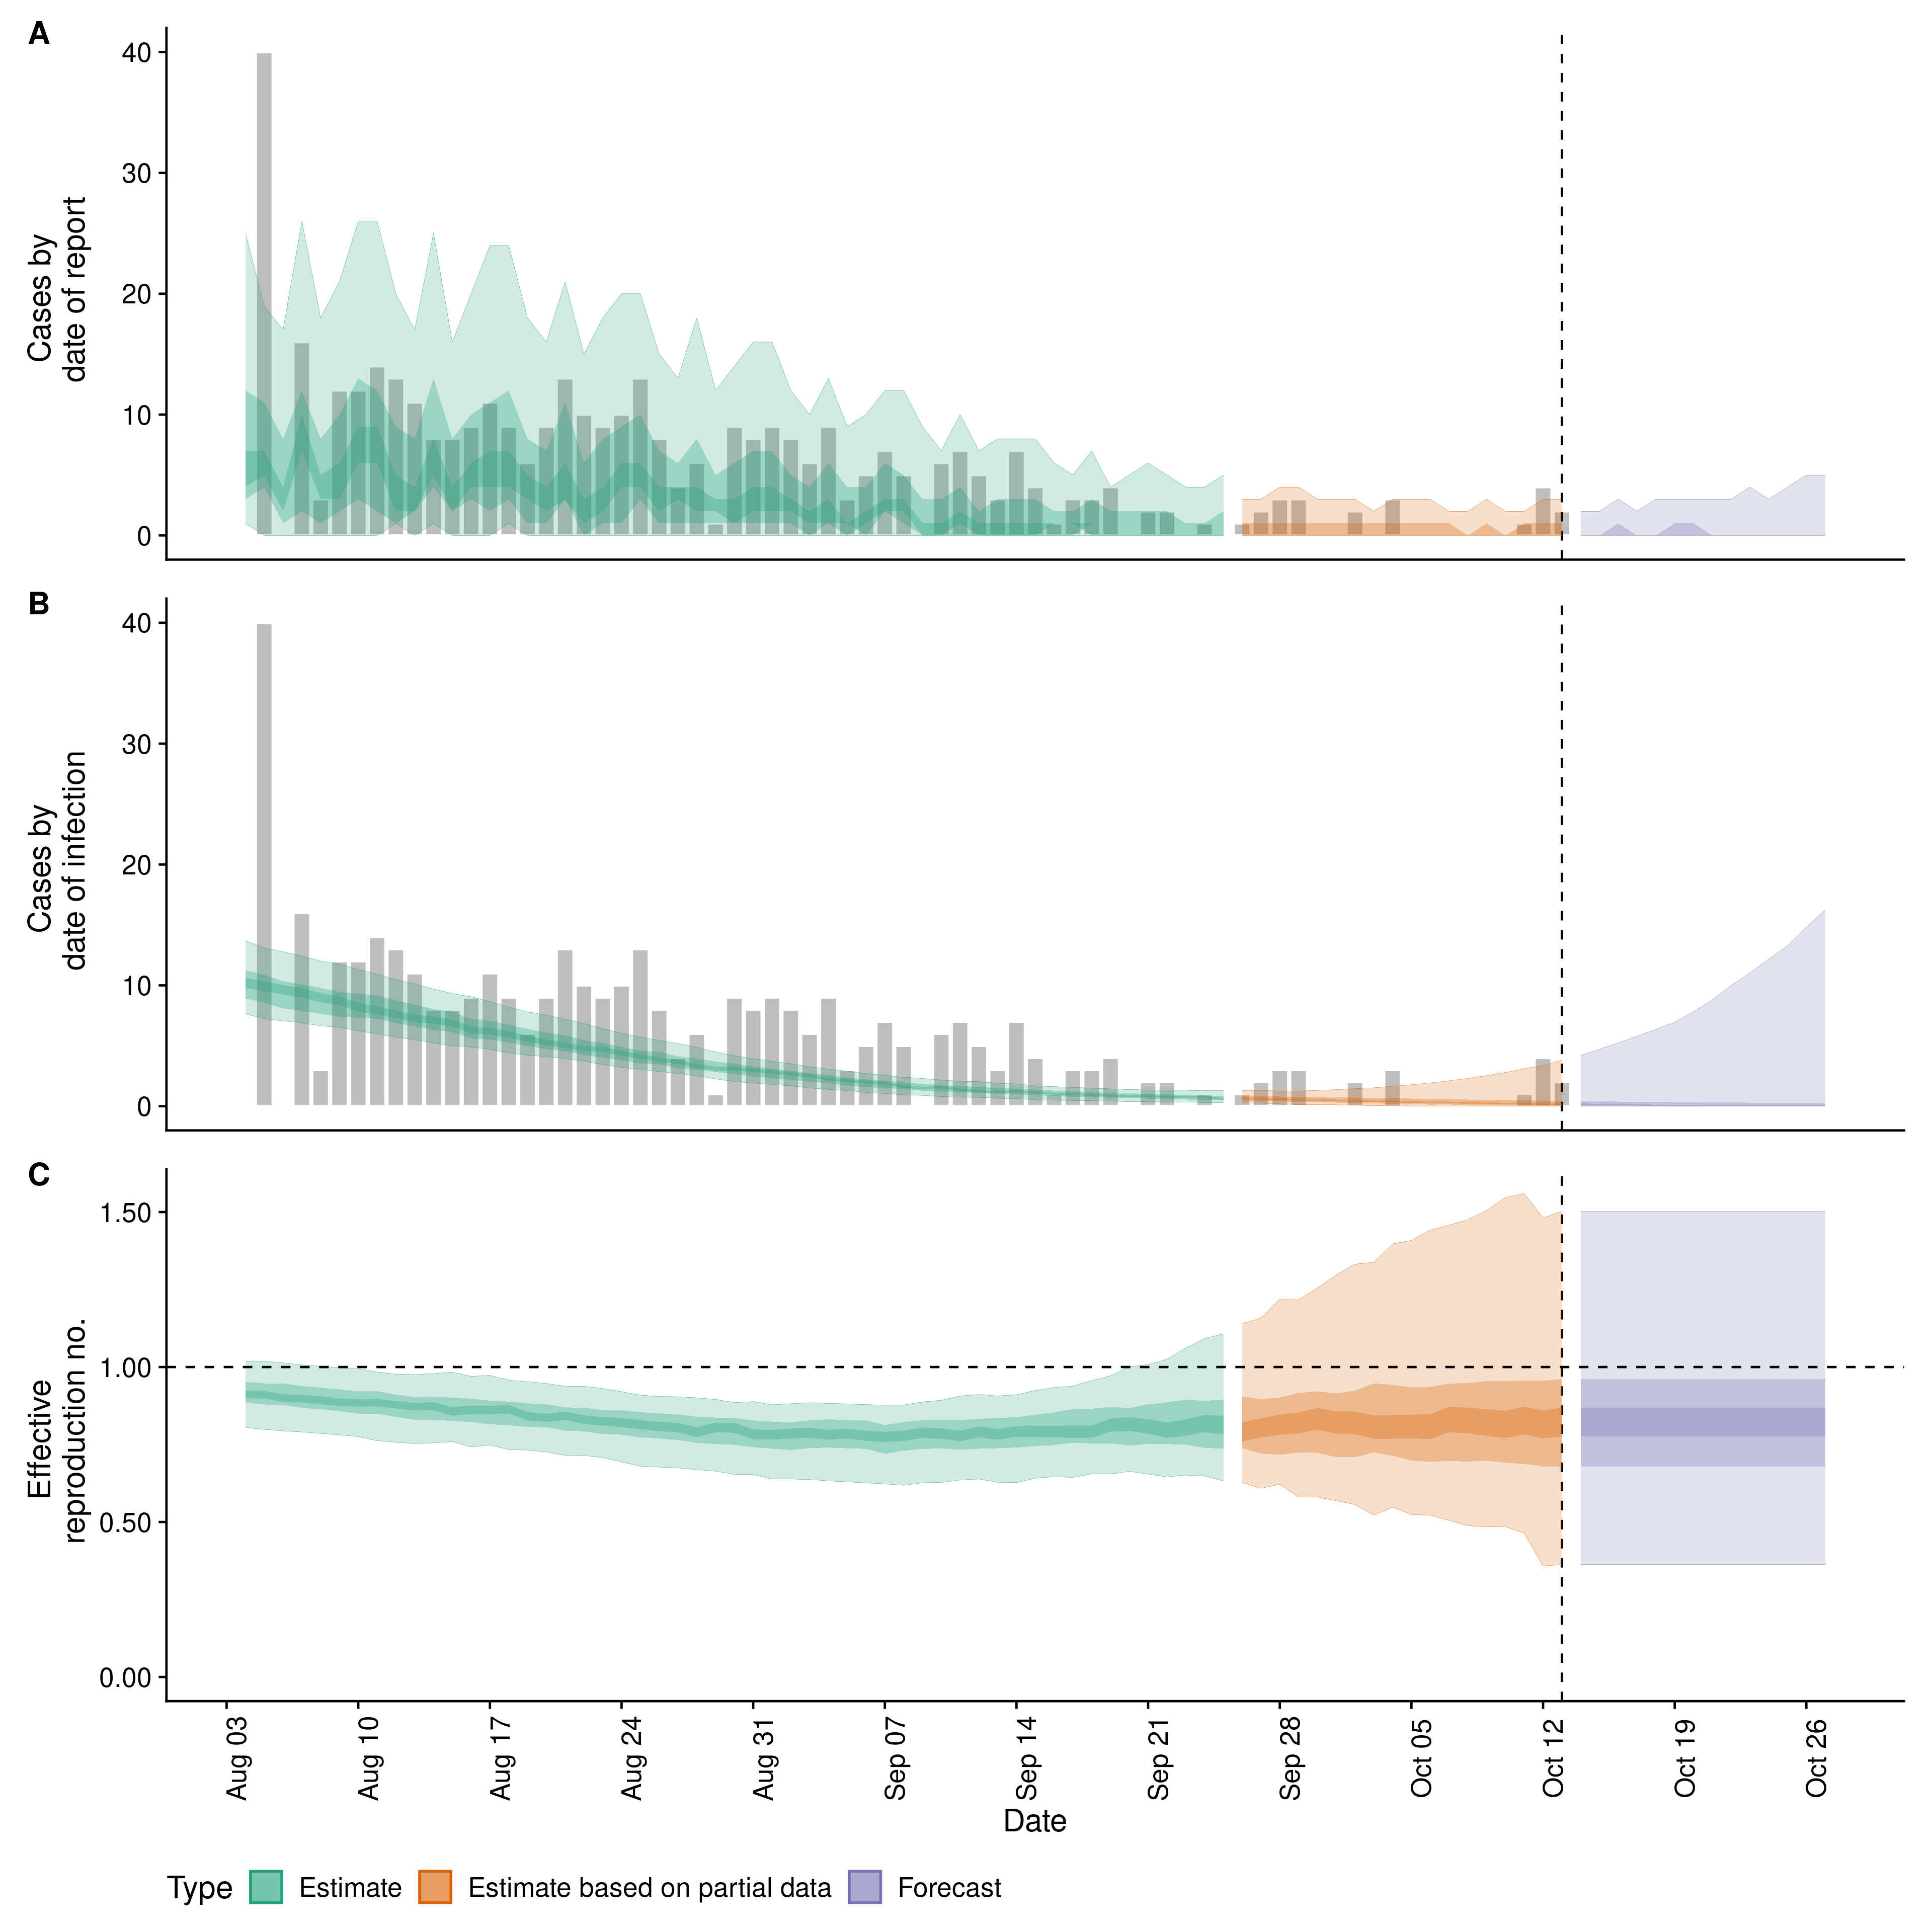 A
40
30
20
10
0
Cases by
date of report
B
40
30
20
10
0
Cases by
date of infection
C
1.50
1.00
0.50
0.00
Effective
reproduction no.
Aug 03
Aug 10
Aug 17
Aug 24
Aug 31
Sep 07
Sep 14
Sep 21
Sep 28
Oct 05
Oct 12
Oct 19
Oct 26
Date
Type Estimate Estimate based on partial data Forecast